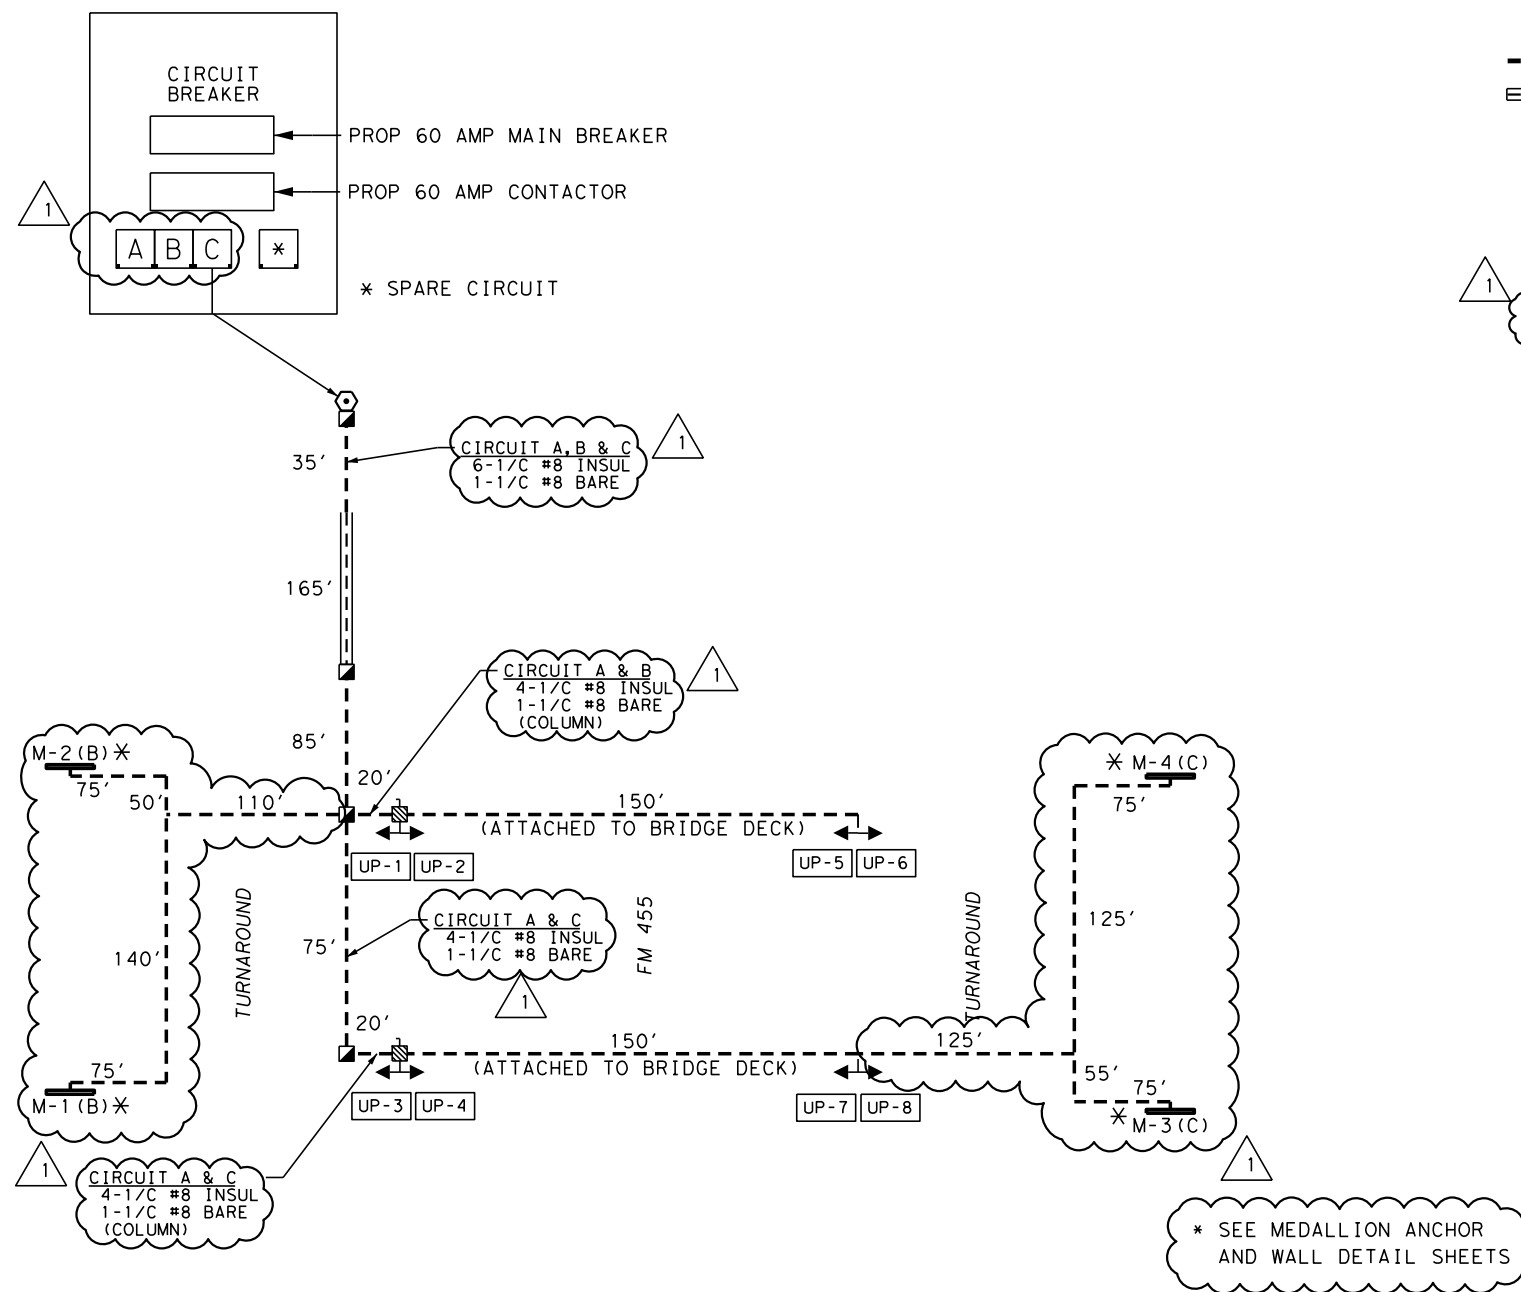 CIRCUIT
BREAKER
PROP 60 AMP MAIN BREAKER
PROP 60 AMP CONTACTOR
1
A B C *
* SPARE CIRCUIT
1
35'
CIRCUIT A, B & C
6-1/C #8 INSUL
1-1/C #8 BARE
1
165'
CIRCUIT A & B
4-1/C #8 INSUL
1-1/C #8 BARE
(COLUMN)
1
85'
20'
M-2(B)*
75'
50'
110'
150'
(ATTACHED TO BRIDGE DECK)
UP-1 UP-2
UP-5 UP-6
* M-4(C)
75'
TURNAROUND
140'
75'
CIRCUIT A & C
4-1/C #8 INSUL
1-1/C #8 BARE
1
FM 455
TURNAROUND
125'
20'
150'
(ATTACHED TO BRIDGE DECK)
125'
55'
75'
75'
M-1(B)*
UP-3 UP-4
UP-7 UP-8
* M-3(C)
1
CIRCUIT A & C
4-1/C #8 INSUL
1-1/C #8 BARE
(COLUMN)
1
* SEE MEDALLION ANCHOR
AND WALL DETAIL SHEETS